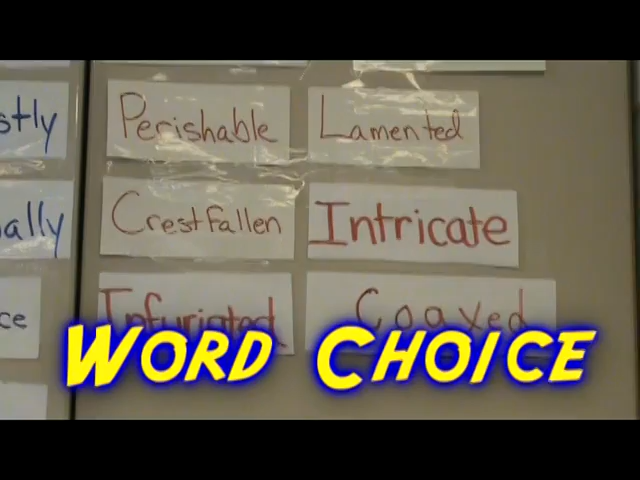 stly
Perishable Lamented
ally
Crestfallen Intricate
ce
Infuriated Coaxed
WORD CHOICE